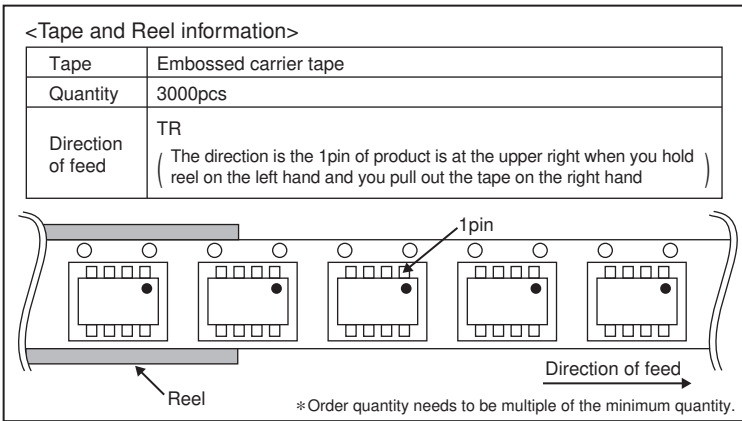 <Tape and Reel information>
Tape Embossed carrier tape
Quantity 3000pcs
Direction of feed TR
( The direction is the 1pin of product is at the upper right when you hold
reel on the left hand and you pull out the tape on the right hand )
1pin
Direction of feed
Reel
*Order quantity needs to be multiple of the minimum quantity.